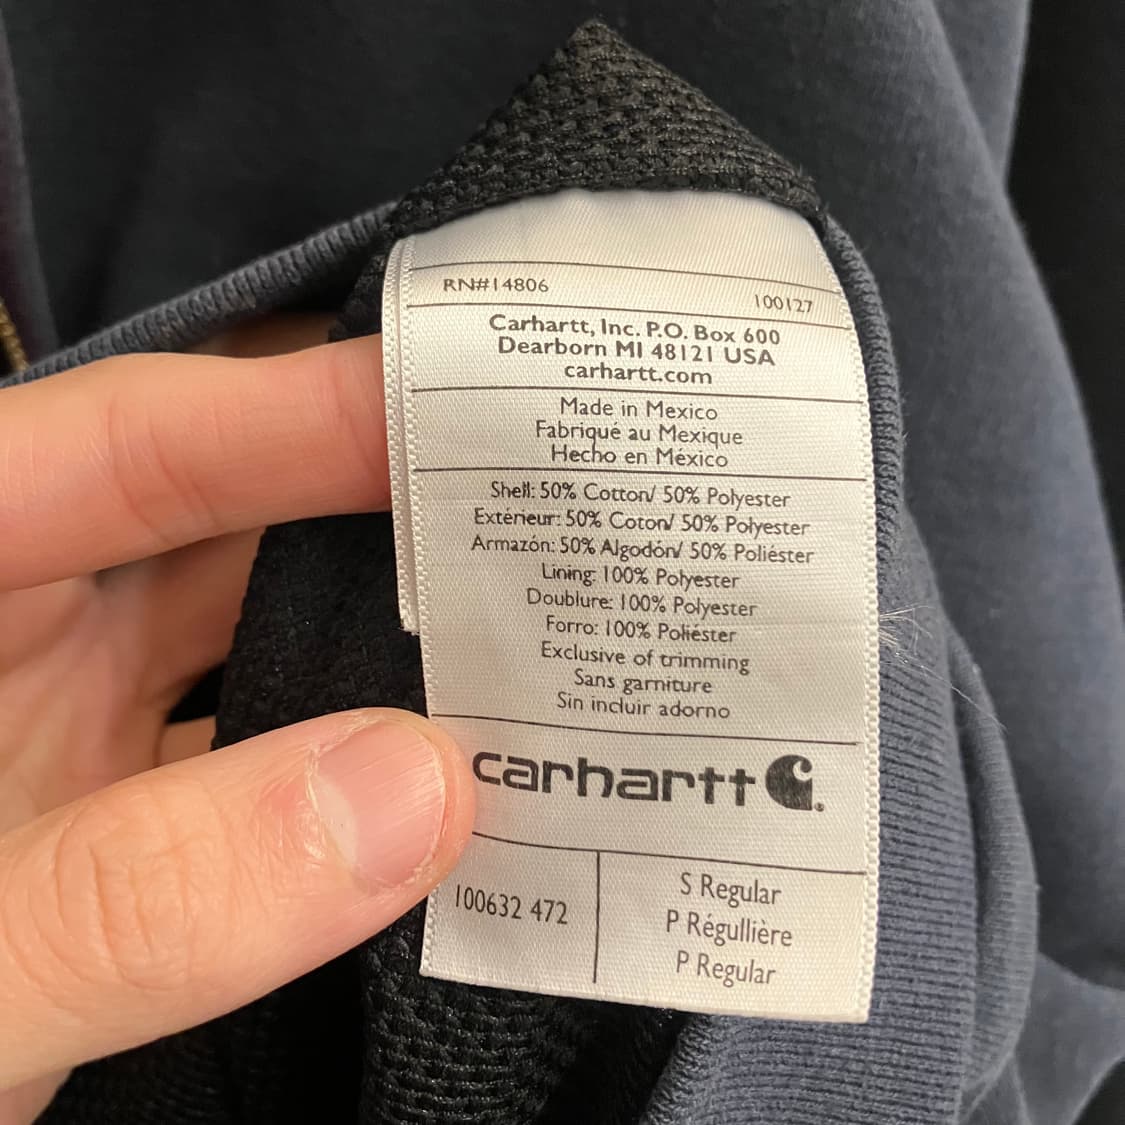 RN#14806
100127
Carhartt, Inc. P.O. Box 600
Dearborn MI 48121 USA
carhartt.com
Made in Mexico
Fabriqué au Mexique
Hecho en México
Shell: 50% Cotton/ 50% Polyester
Extérieur: 50% Coton/ 50% Polyester
Armazón: 50% Algodón/ 50% Poliéster
Lining: 100% Polyester
Doublure: 100% Polyester
Forro: 100% Poliéster
Exclusive of trimming
Sans garniture
Sin incluir adorno
carhartt
100632 472
S Regular
P Régullière
P Regular